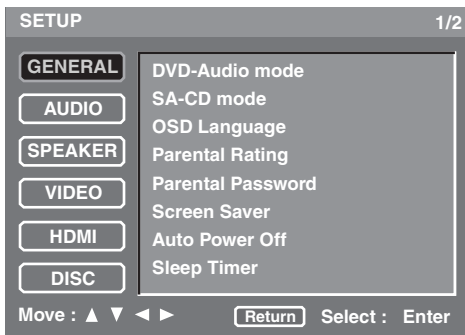 SETUP 1/2
GENERAL
AUDIO
SPEAKER
VIDEO
HDMI
DISC
DVD-Audio mode
SA-CD mode
OSD Language
Parental Rating
Parental Password
Screen Saver
Auto Power Off
Sleep Timer
Move : ▲ ▼ ◄ ► Return Select : Enter